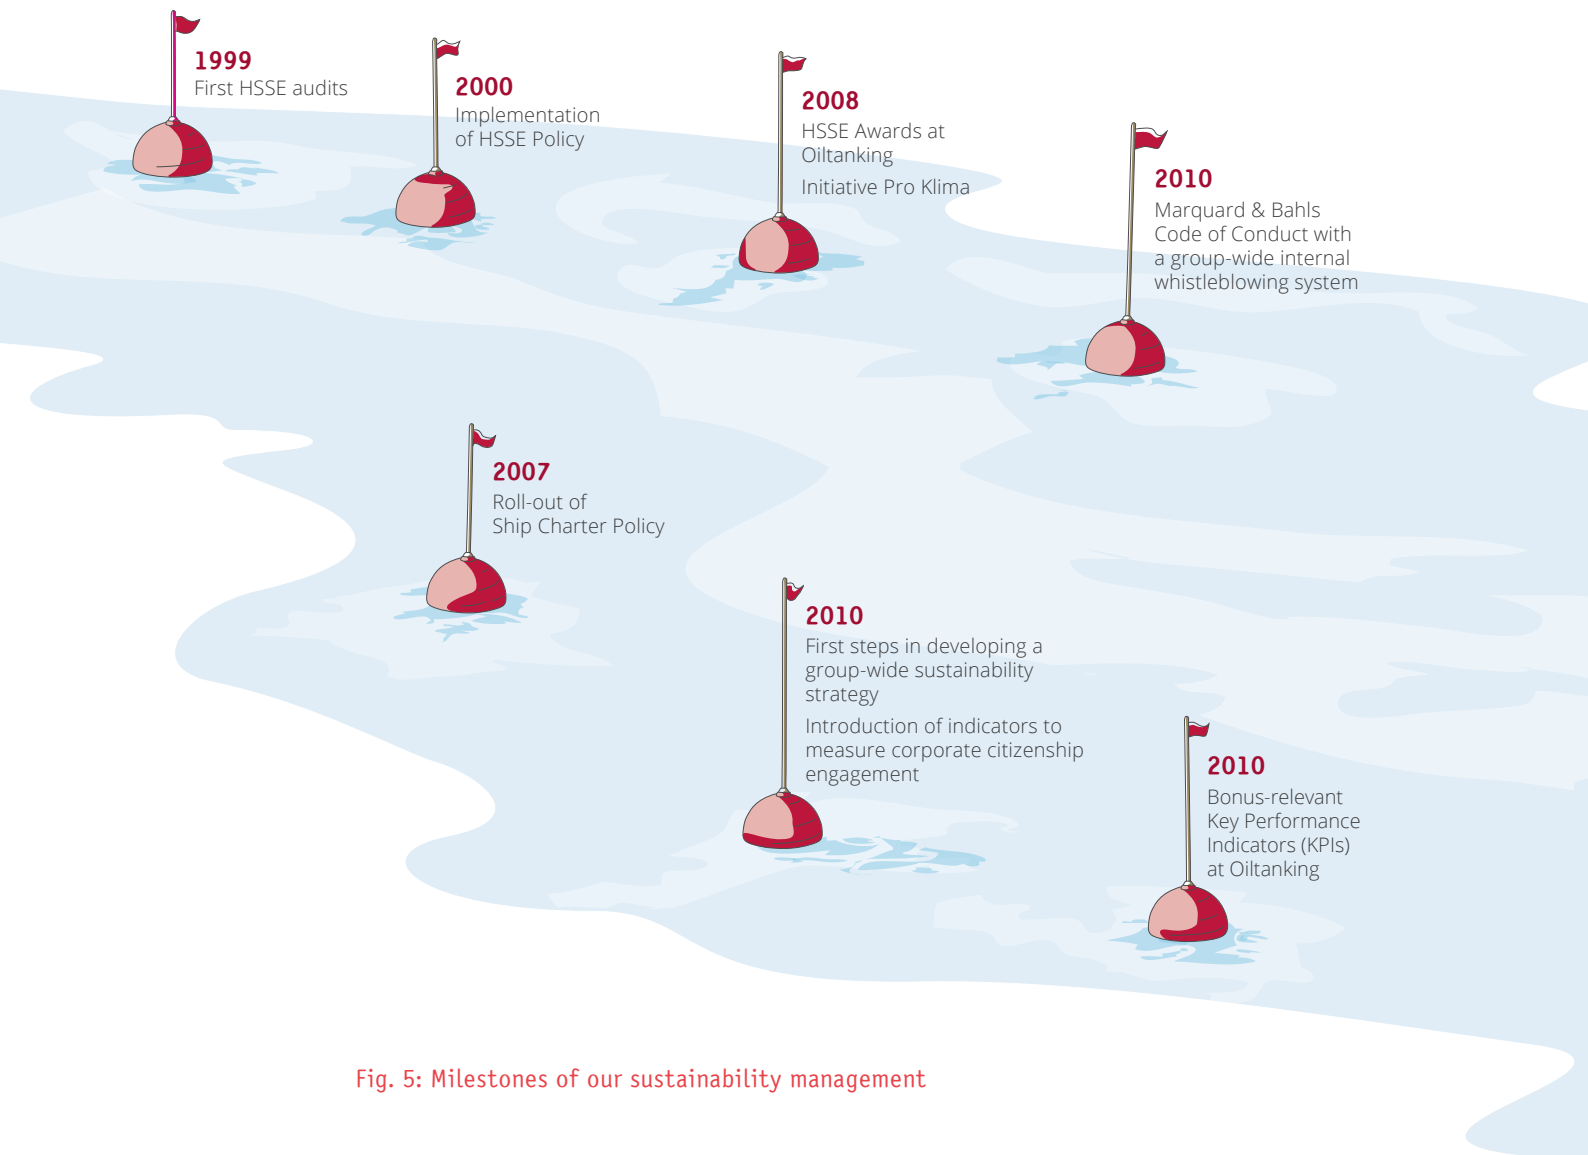 1999
First HSSE audits
2000
Implementation
of HSSE Policy
2008
HSSE Awards at
Oiltanking
Initiative Pro Klima
2010
Marquard & Bahls
Code of Conduct with
a group-wide internal
whistleblowing system
2007
Roll-out of
Ship Charter Policy
2010
First steps in developing a
group-wide sustainability
strategy
Introduction of indicators to
measure corporate citizenship
engagement
2010
Bonus-relevant
Key Performance
Indicators (KPIs)
at Oiltanking
Fig. 5: Milestones of our sustainability management